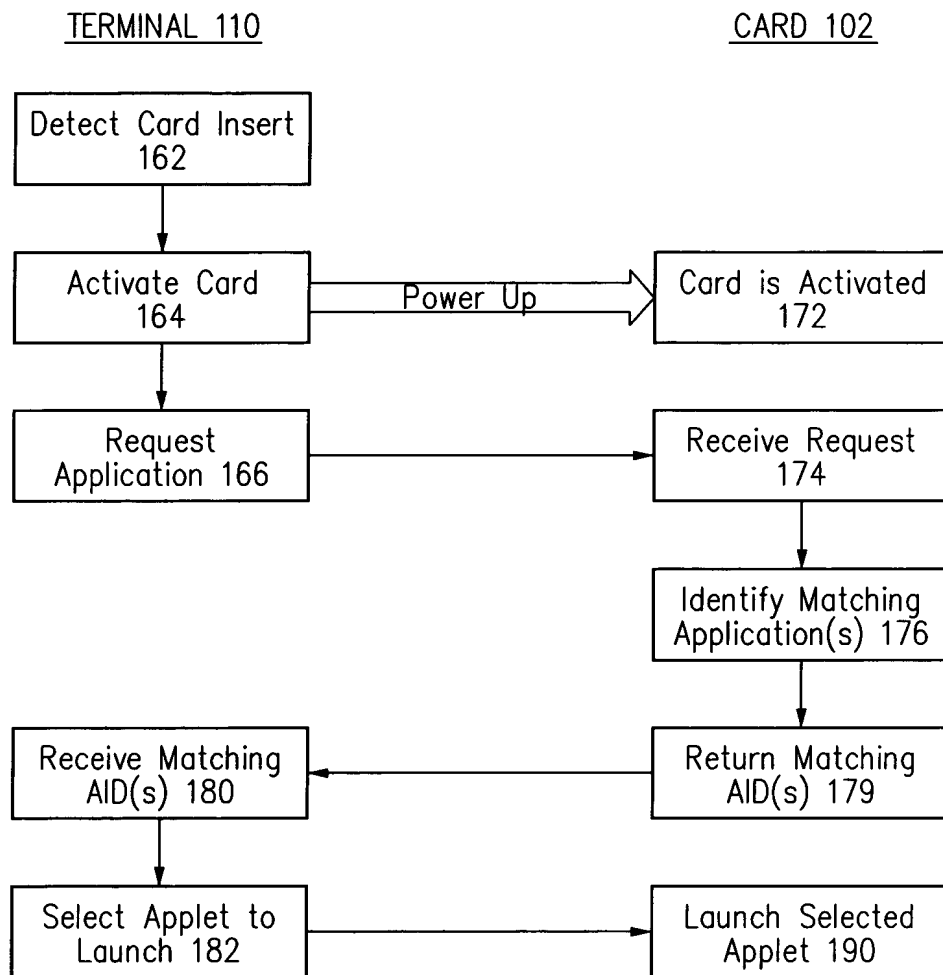 TERMINAL 110
CARD 102
Detect Card Insert
162
Activate Card
164
Power Up
Card is Activated
172
Request
Application 166
Receive Request
174
Identify Matching
Application(s) 176
Receive Matching
AID(s) 180
Return Matching
AID(s) 179
Select Applet to
Launch 182
Launch Selected
Applet 190